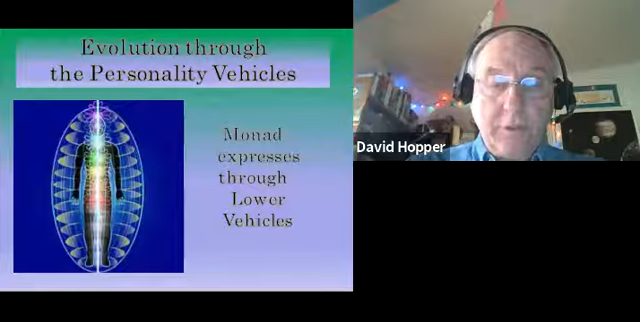 Evolution through
the Personality Vehicles
Monad
expresses
through
Lower
Vehicles
David Hopper